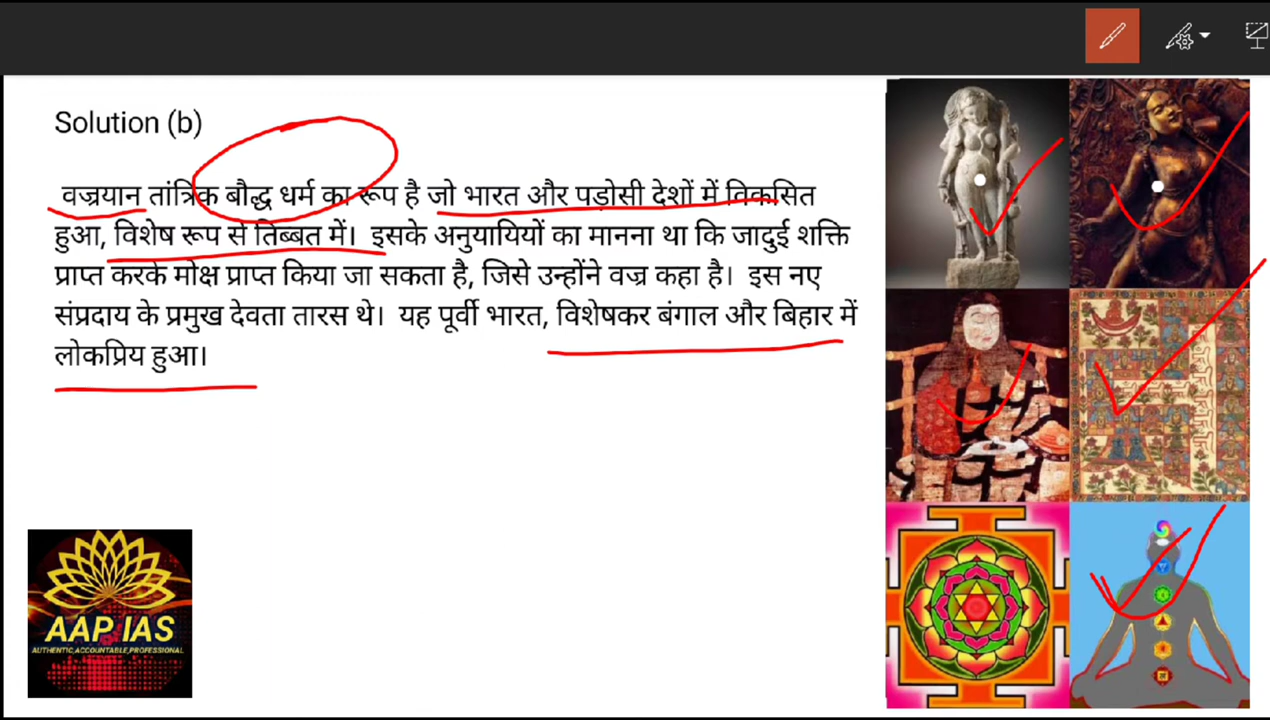 Solution (b)
वज्रयान तांत्रिक बौद्ध धर्म का रूप है जो भारत और पड़ोसी देशों में विकसित
हुआ, विशेष रूप से तिब्बत में। इसके अनुयायियों का मानना था कि जादुई शक्ति
प्राप्त करके मोक्ष प्राप्त किया जा सकता है, जिसे उन्होंने वज्र कहा है। इस नए
संप्रदाय के प्रमुख देवता तारस थे। यह पूर्वी भारत, विशेषकर बंगाल और बिहार में
लोकप्रिय हुआ।
AAP IAS
AUTHENTIC,ACCOUNTABLE,PROFESSIONAL